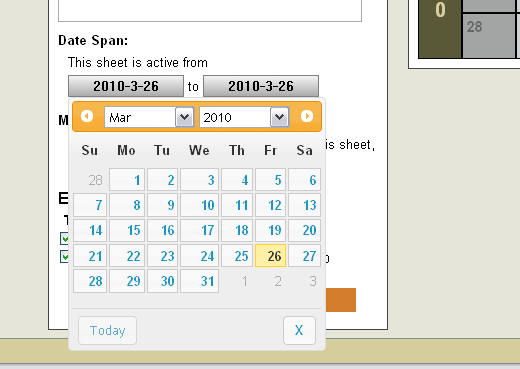 Date Span:
This sheet is active from
2010-3-26 to 2010-3-26
0
28
Mar 2010
is sheet,
Su Mo Tu We Th Fr Sa
28 1 2 3 4 5 6
7 8 9 10 11 12 13
14 15 16 17 18 19 20
21 22 23 24 25 26 27
28 29 30 31 1 2 3
Today X